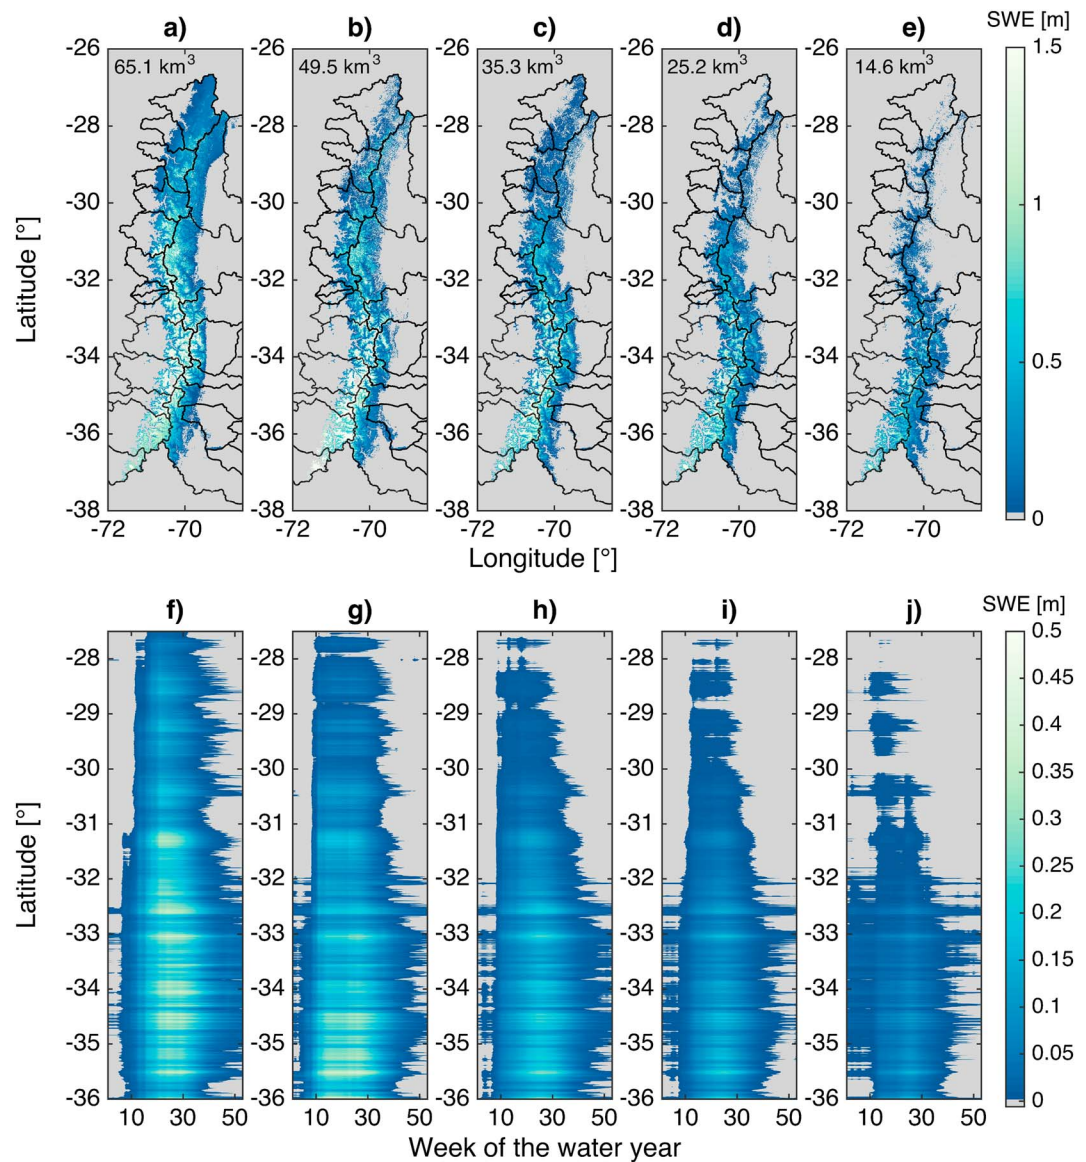 a) b) c) d) e) SWE [m]
-26 -26 -26 -26 -26 1.5
65.1 km³ 49.5 km³ 35.3 km³ 25.2 km³ 14.6 km³
-28 -28 -28 -28 -28
-30 -30 -30 -30 -30 1
-32 -32 -32 -32 -32
-34 -34 -34 -34 -34 0.5
-36 -36 -36 -36 -36
-38 -38 -38 -38 -38 0
Latitude [°]
-72 -70 -72 -70 -72 -70 -72 -70 -72 -70
Longitude [°]
f) g) h) i) j) SWE [m]
0.5
-28 -28 -28 -28 -28 0.45
-29 -29 -29 -29 -29 0.4
0.35
-30 -30 -30 -30 -30 0.3
-31 -31 -31 -31 -31
-32 -32 -32 -32 -32 0.25
-33 -33 -33 -33 -33 0.2
0.15
-34 -34 -34 -34 -34 0.1
-35 -35 -35 -35 -35 0.05
-36 -36 -36 -36 -36 0
Latitude [°]
10 30 50 10 30 50 10 30 50 10 30 50 10 30 50
Week of the water year